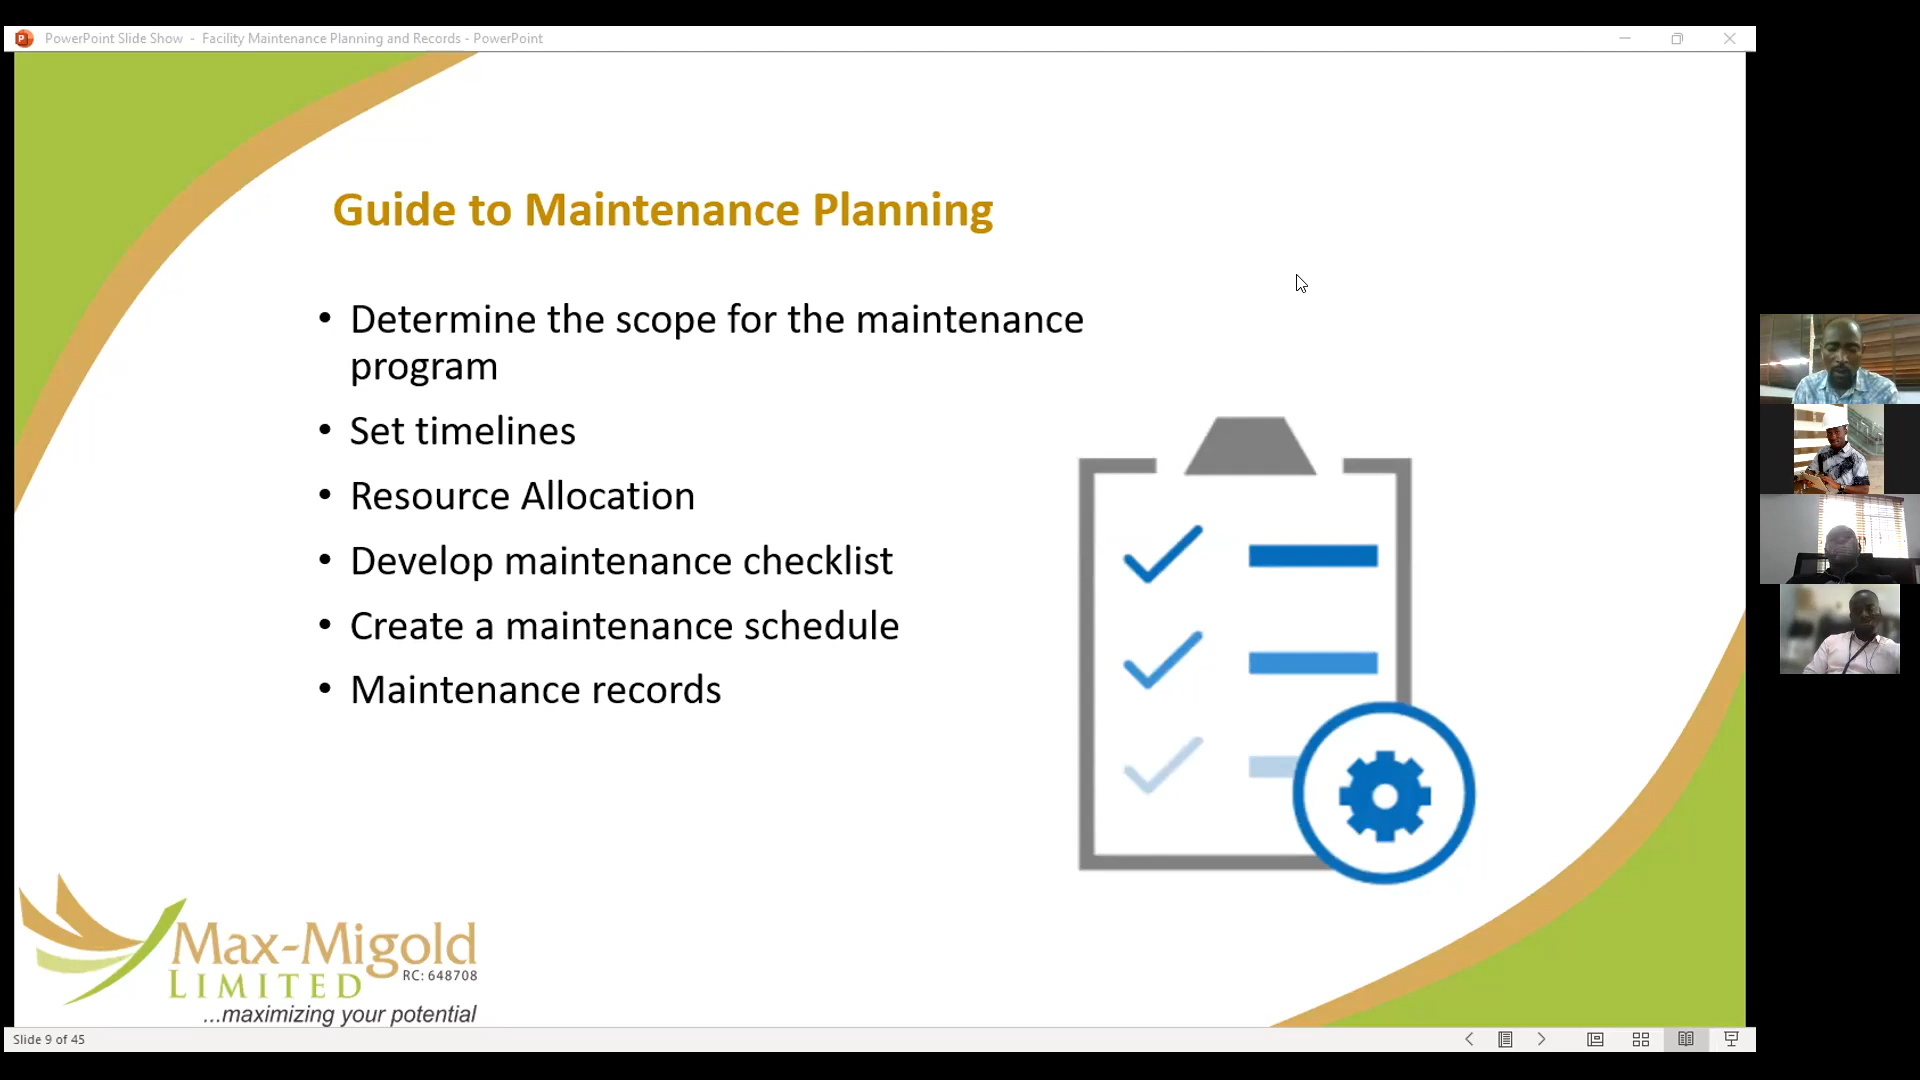 PowerPoint Slide Show - Facility Maintenance Planning and Records - PowerPoint
Guide to Maintenance Planning
• Determine the scope for the maintenance
program
• Set timelines
• Resource Allocation
• Develop maintenance checklist
• Create a maintenance schedule
• Maintenance records
Max-Migold
LIMITED RC: 648708
...maximizing your potential
Slide 9 of 45